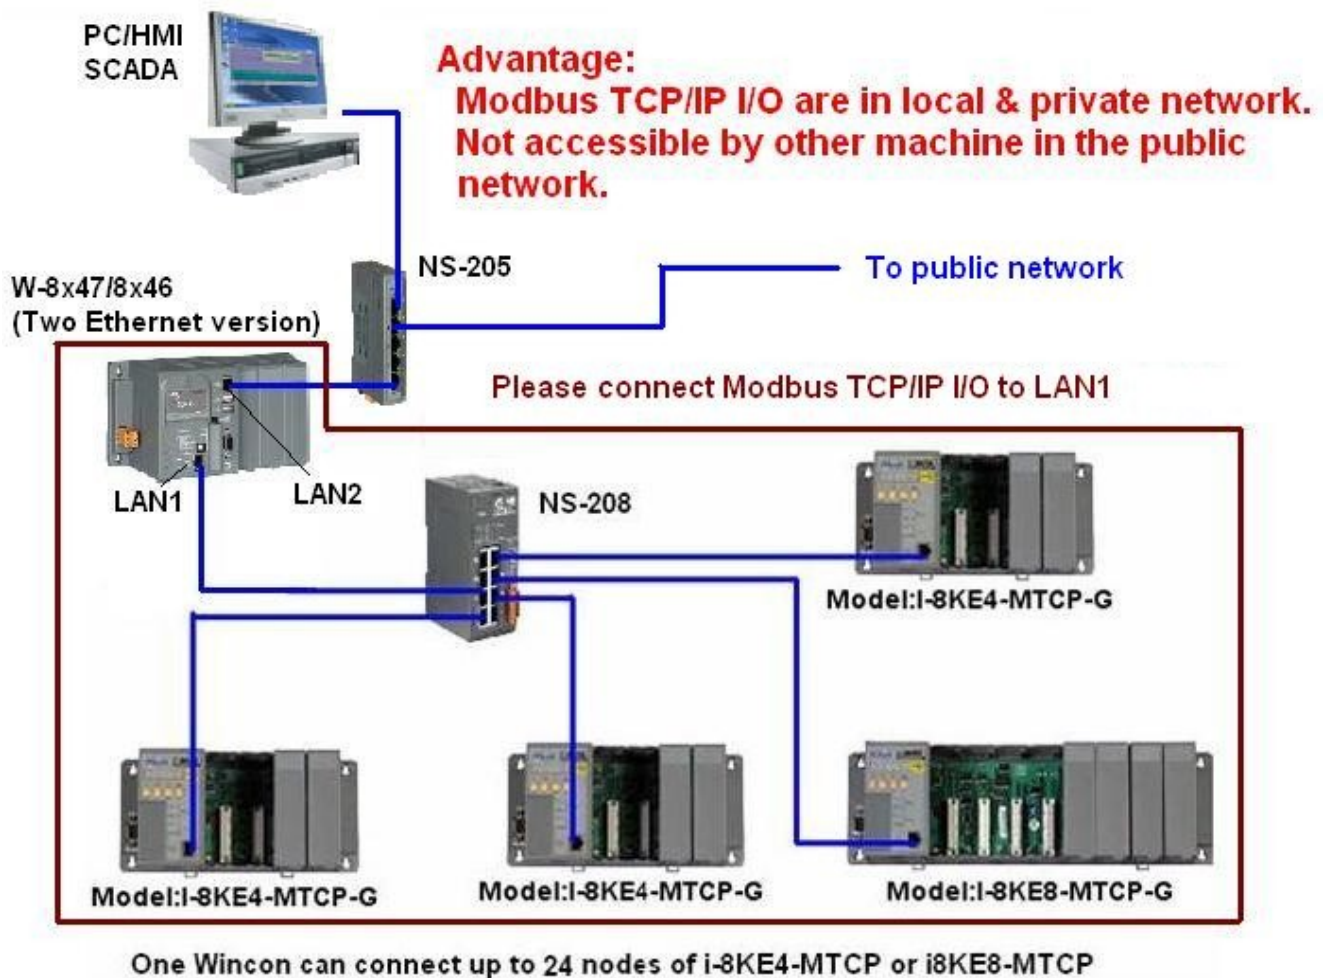 PC/HMI
SCADA
Advantage:
Modbus TCP/IP I/O are in local & private network.
Not accessible by other machine in the public
network.
NS-205
To public network
W-8x47/8x46
(Two Ethernet version)
Please connect Modbus TCP/IP I/O to LAN1
LAN1
LAN2
NS-208
Model:I-8KE4-MTCP-G
Model:I-8KE4-MTCP-G
Model:I-8KE4-MTCP-G
Model:I-8KE8-MTCP-G
One Wincon can connect up to 24 nodes of i-8KE4-MTCP or i8KE8-MTCP